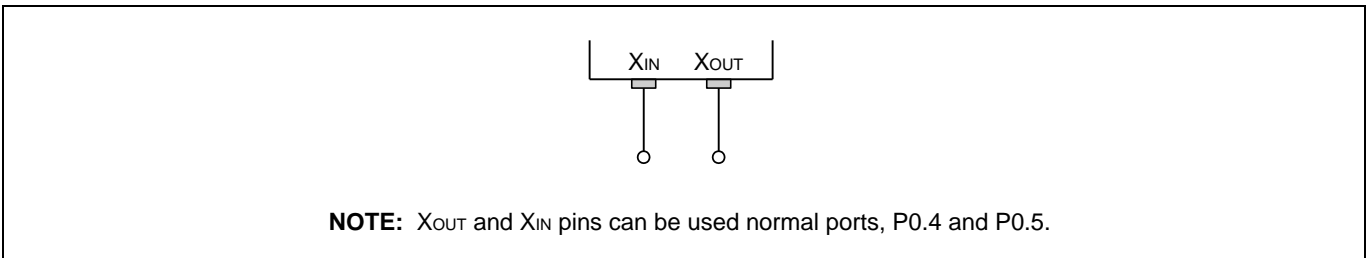 XIN XOUT
NOTE: XOUT and XIN pins can be used normal ports, P0.4 and P0.5.